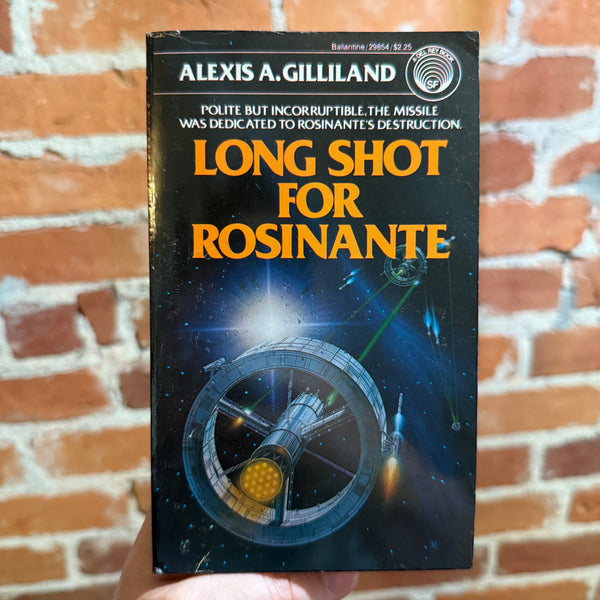 Ballantine/29854/$2.25
ALEXIS A. GILLILAND
A DEL REY BOOK
SF
POLITE BUT INCORRUPTIBLE, THE MISSILE
WAS DEDICATED TO ROSINANTE'S DESTRUCTION.
LONG SHOT
FOR
ROSINANTE